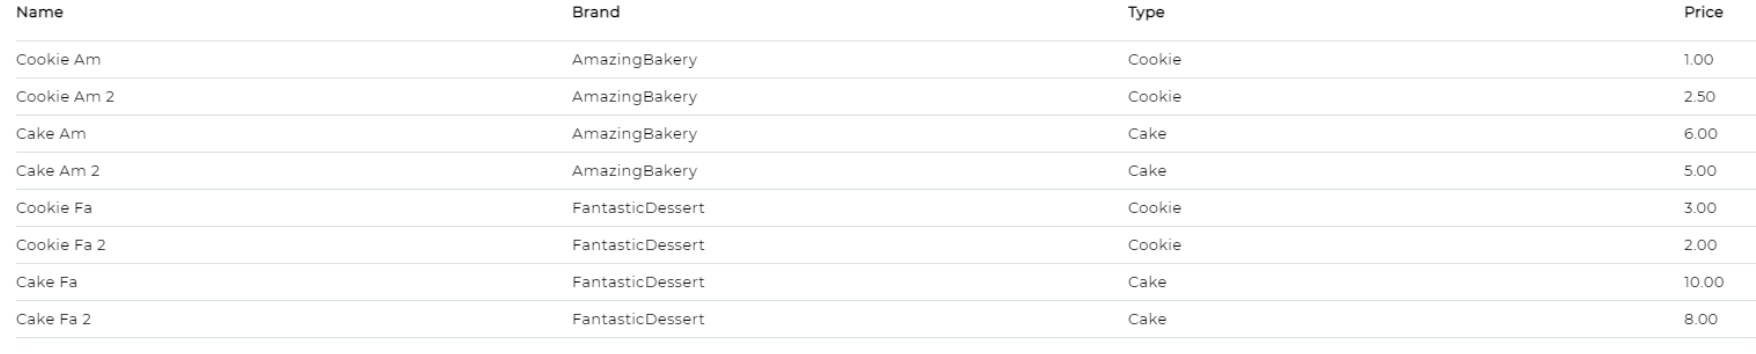 Name Brand Type Price
Cookie Am AmazingBakery Cookie 1.00
Cookie Am 2 AmazingBakery Cookie 2.50
Cake Am AmazingBakery Cake 6.00
Cake Am 2 AmazingBakery Cake 5.00
Cookie Fa FantasticDessert Cookie 3.00
Cookie Fa 2 FantasticDessert Cookie 2.00
Cake Fa FantasticDessert Cake 10.00
Cake Fa 2 FantasticDessert Cake 8.00